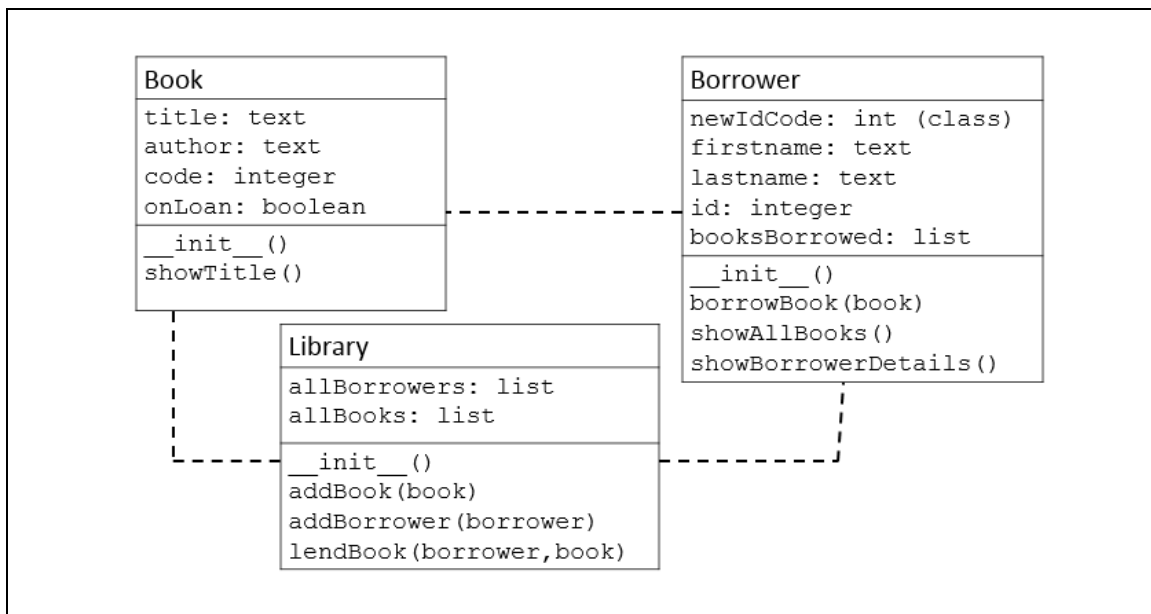 Book
title: text
author: text
code: integer
onLoan: boolean
__init__()
showTitle()
Borrower
newIdCode: int (class)
firstname: text
lastname: text
id: integer
booksBorrowed: list
__init__()
borrowBook(book)
showAllBooks()
showBorrowerDetails()
Library
allBorrowers: list
allBooks: list
__init__()
addBook(book)
addBorrower(borrower)
lendBook(borrower,book)